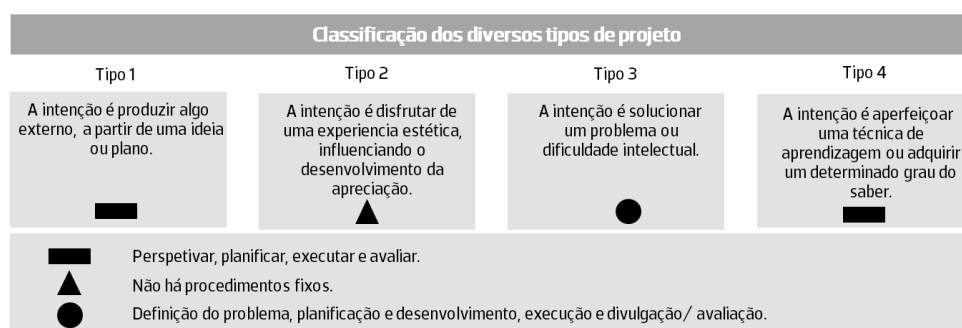 Classificação dos diversos tipos de projeto
Tipo 1
Tipo 2
Tipo 3
Tipo 4
A intenção é produzir algo
externo, a partir de uma ideia
ou plano.
A intenção é disfrutar de
uma experiencia estética,
influenciando o
desenvolvimento da
apreciação.
A intenção é solucionar
um problema ou
dificuldade intelectual.
A intenção é aperfeiçoar
uma técnica de
aprendizagem ou adquirir
um determinado grau do
saber.
Perspetivar, planificar, executar e avaliar.
Não há procedimentos fixos.
Definição do problema, planificação e desenvolvimento, execução e divulgação/ avaliação.